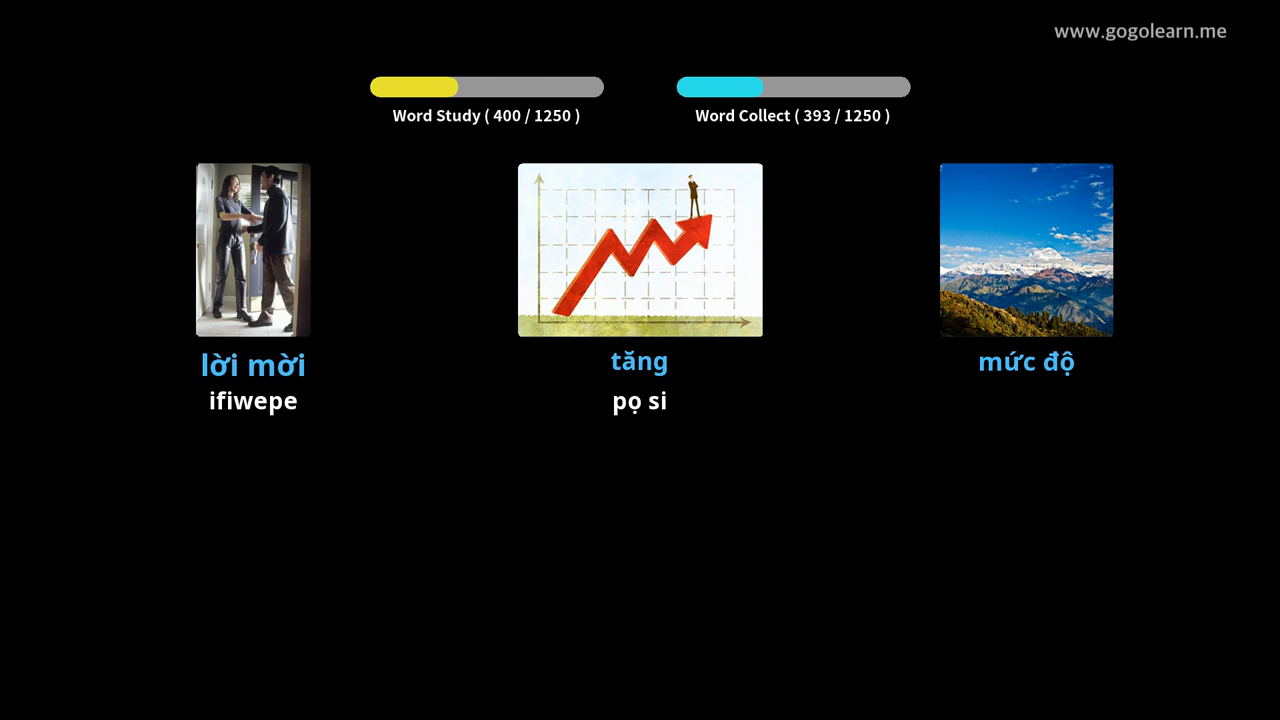 www.gogolearn.me
Word Study ( 400 / 1250 )
Word Collect ( 393 / 1250 )
lời mời
ifiwepe
tăng
pọ si
mức độ